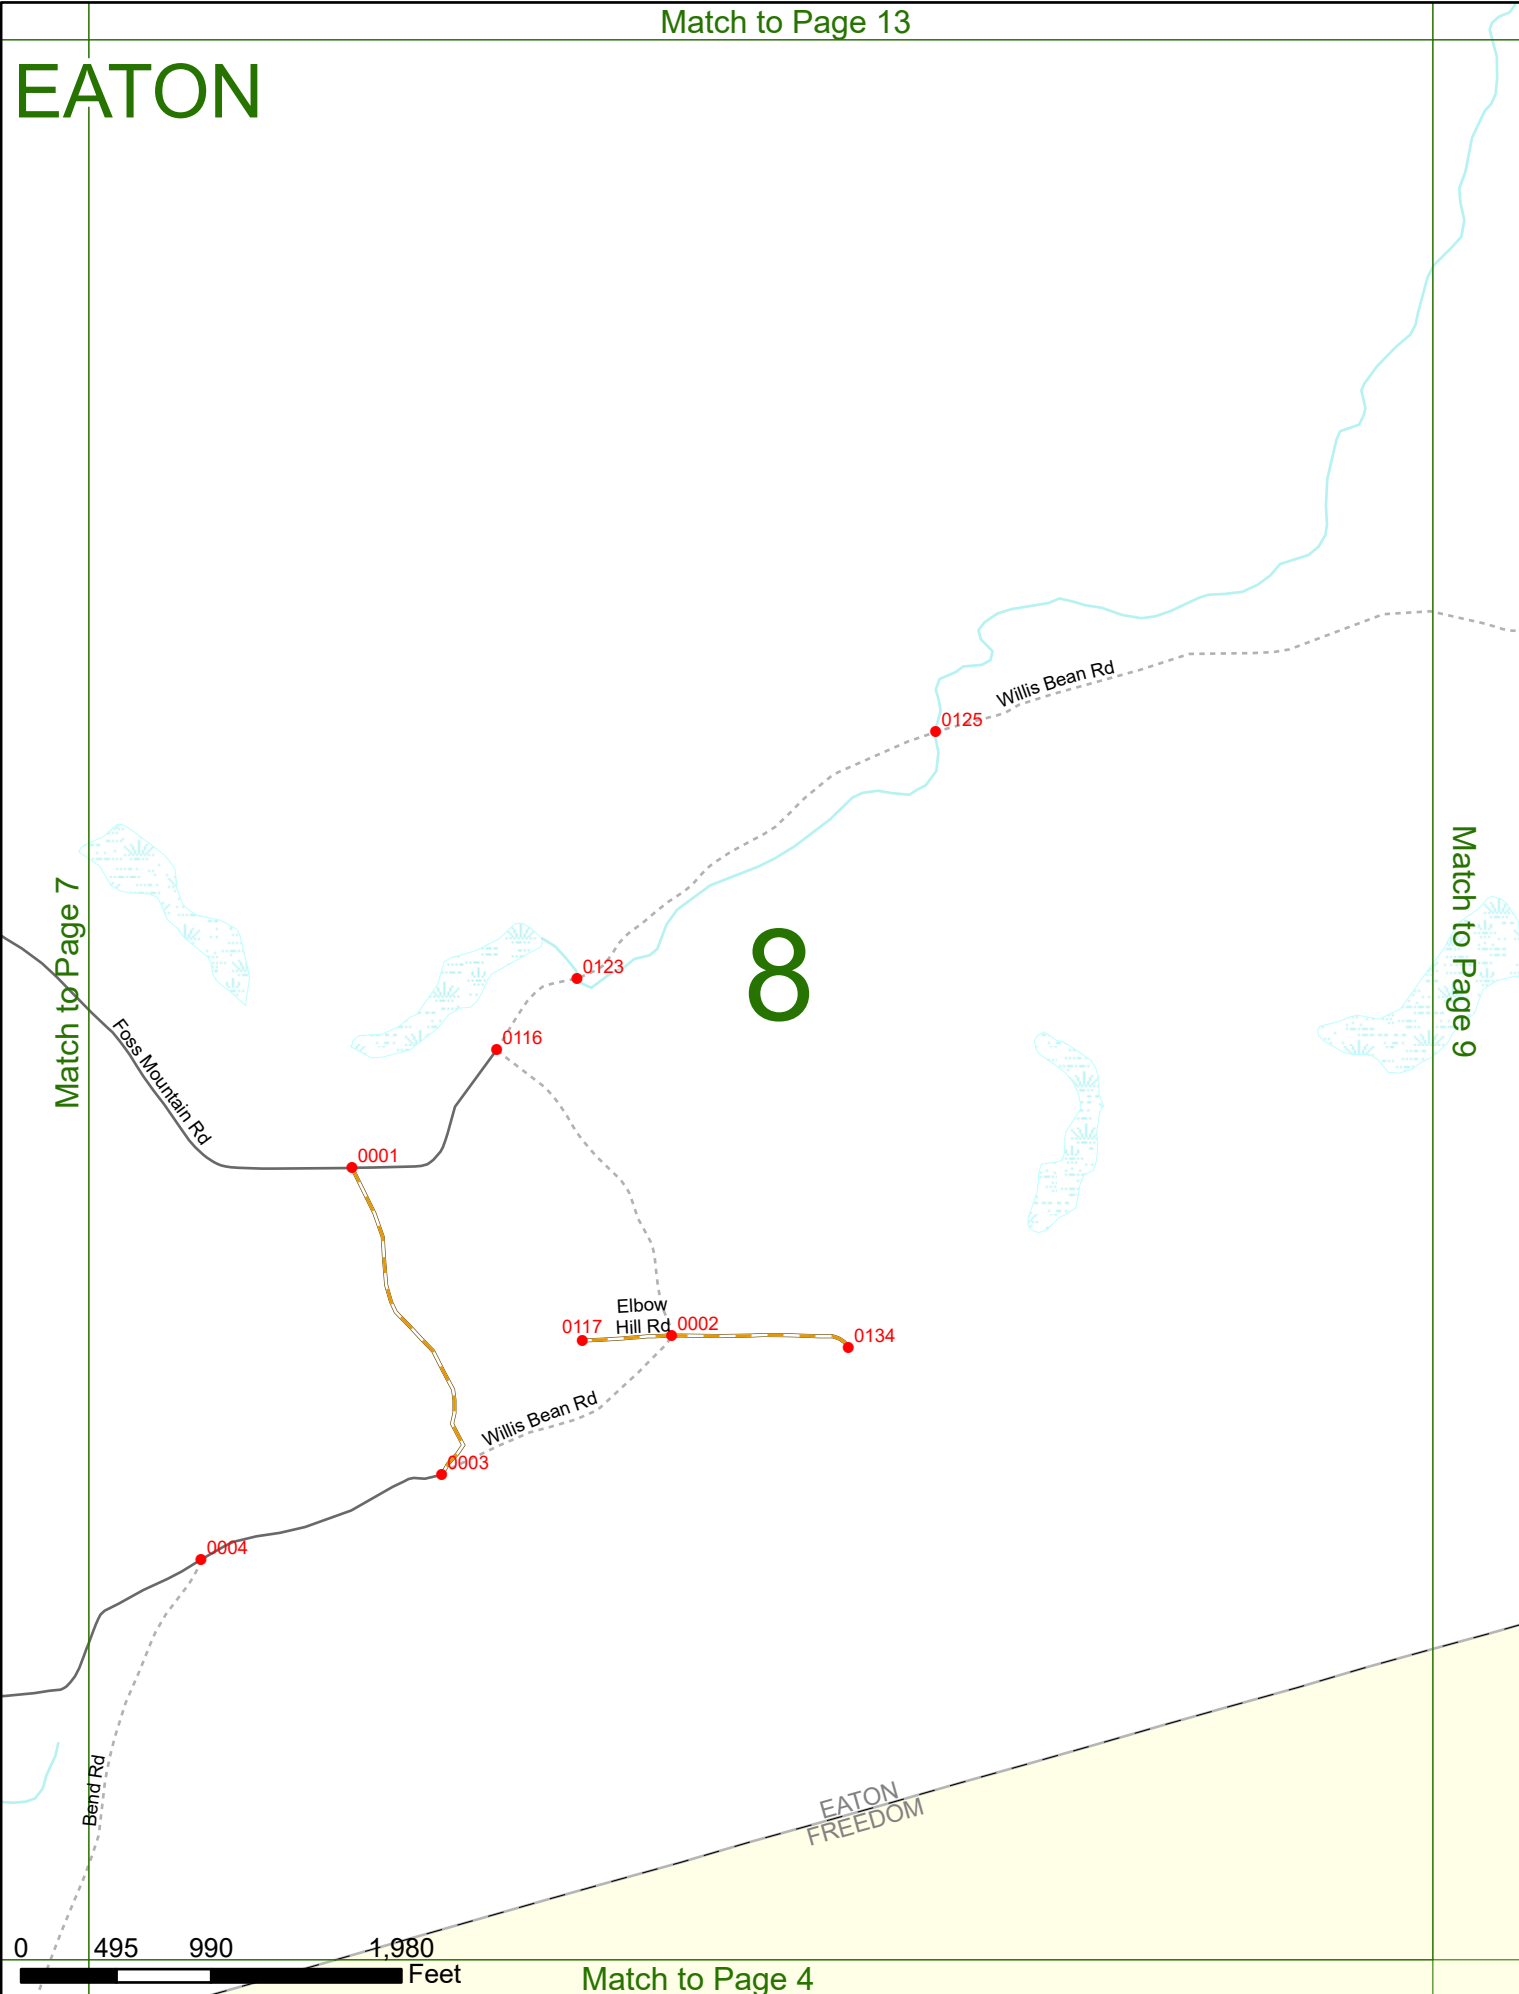 Match to Page 13
EATON
Willis Bean Rd
0125
Match to Page 7
Match to Page 9
8
0123
0116
Foss Mountain Rd
0001
Elbow
Hill Rd
0117
0002
0134
Willis Bean Rd
0003
0004
Bend Rd
EATON
FREEDOM
0 495 990 1,980
Feet
Match to Page 4